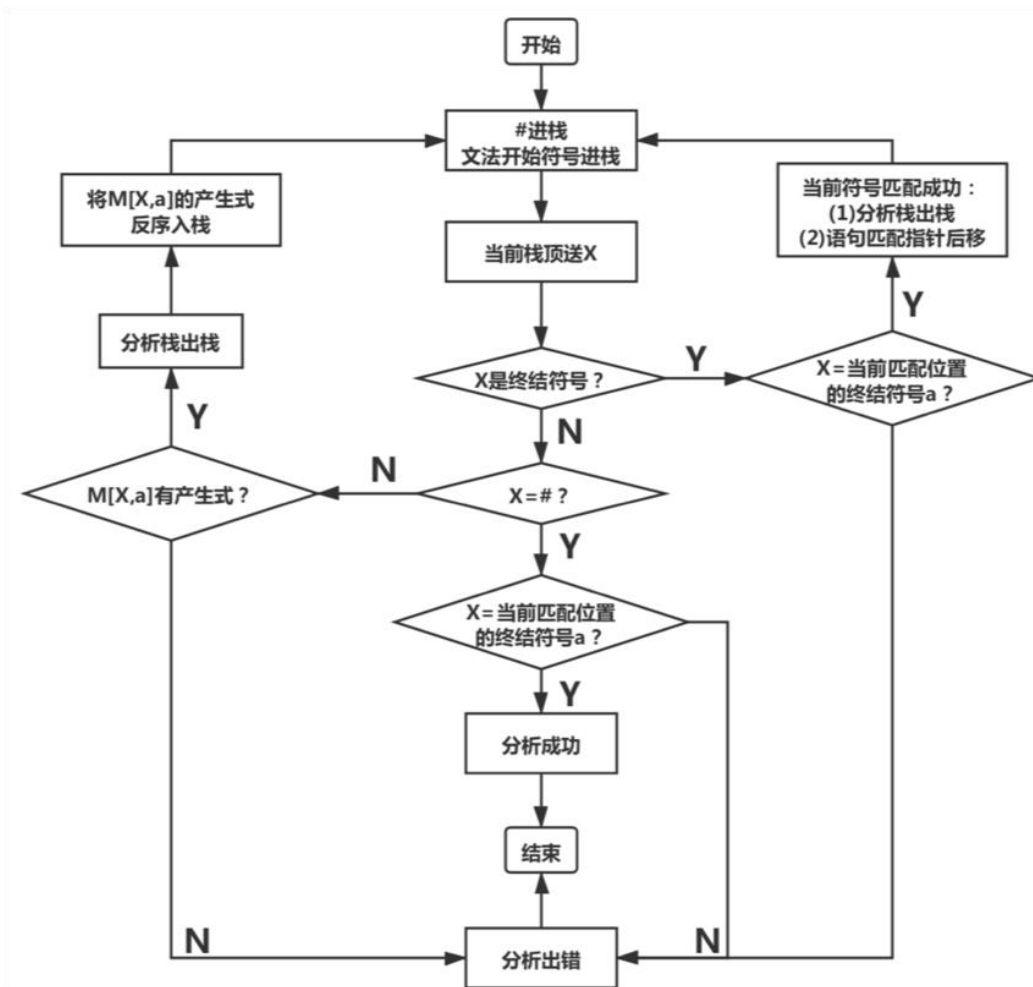 开始
#进栈
文法开始符号进栈
将M[X,a]的产生式
反序入栈
当前符号匹配成功：
(1)分析栈出栈
(2)语句匹配指针后移
当前栈顶送X
分析栈出栈
Y
X是终结符号？
Y
X=当前匹配位置
的终结符号a？
Y
N
N
M[X,a]有产生式？
X=#？
Y
X=当前匹配位置
的终结符号a？
Y
分析成功
结束
N
分析出错
N